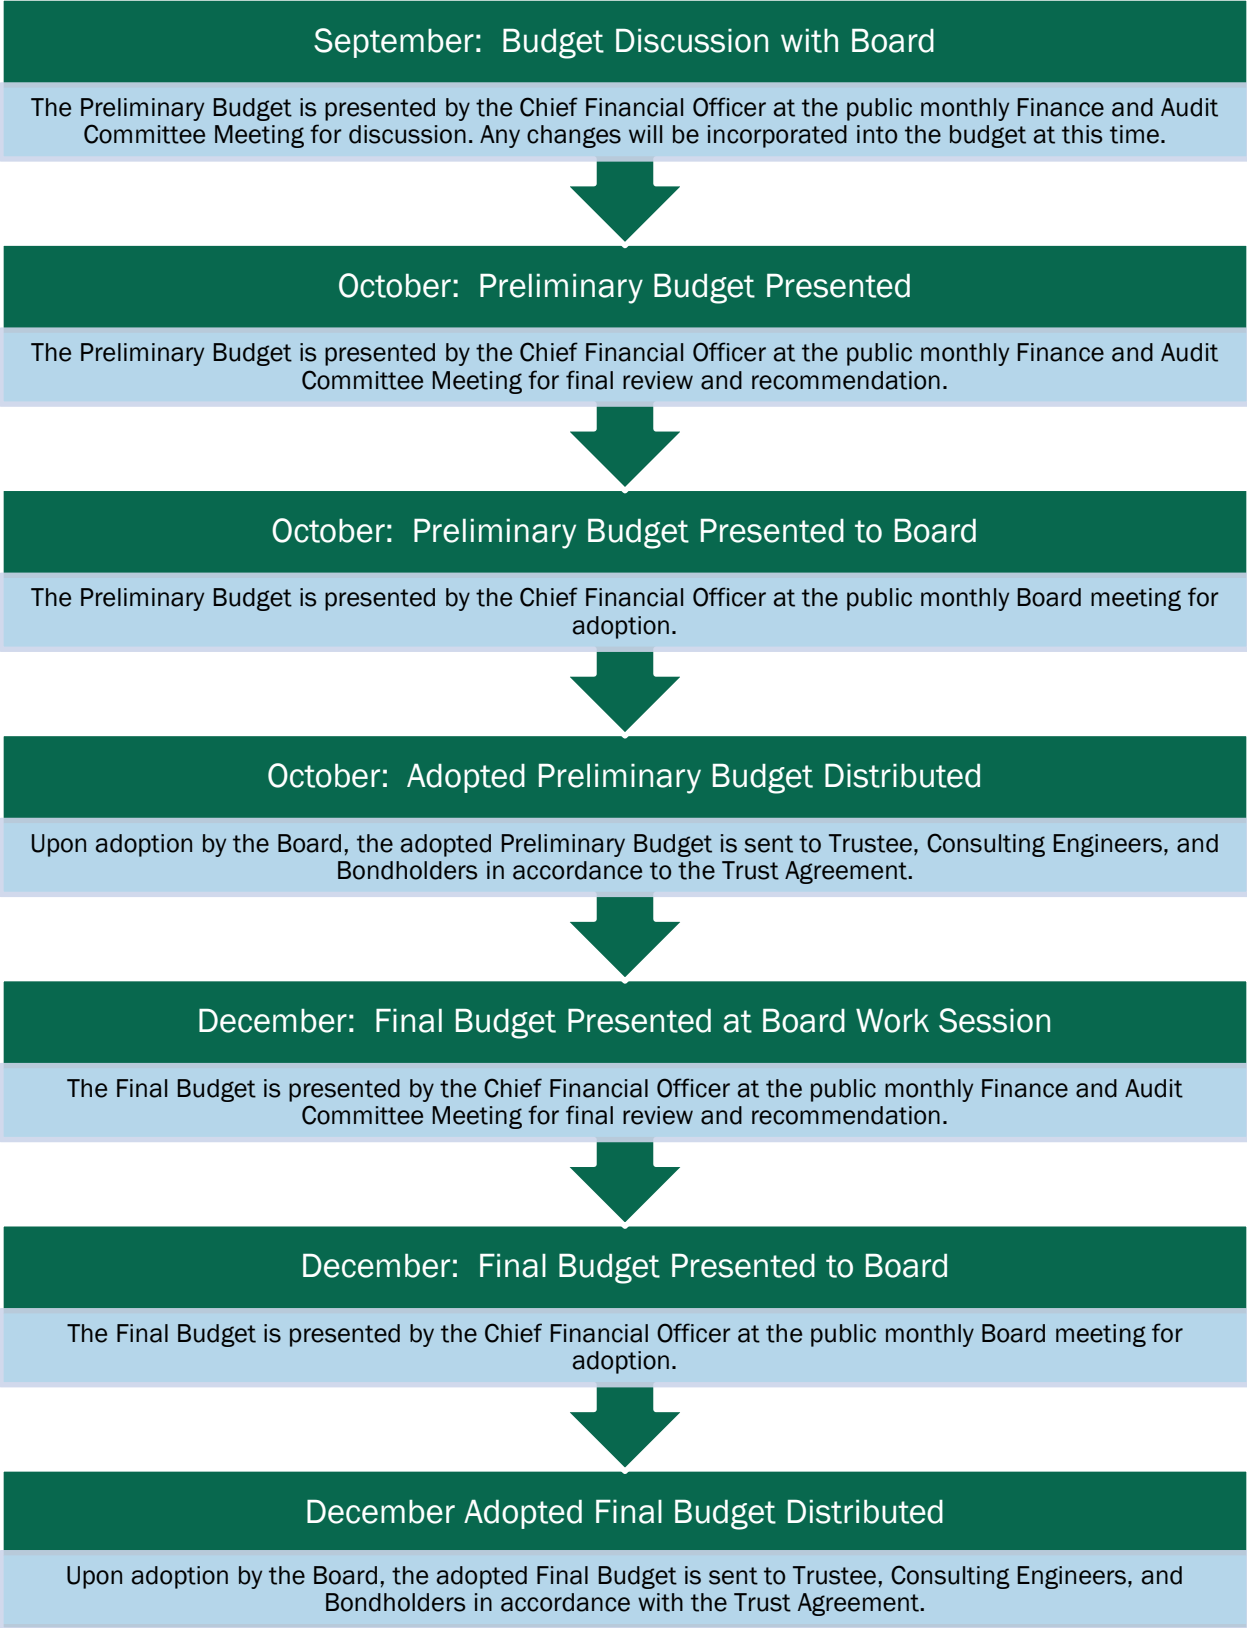 September:  Budget Discussion with Board
The Preliminary Budget is presented by the Chief Financial Officer at the public monthly Finance and Audit
Committee Meeting for discussion. Any changes will be incorporated into the budget at this time.
October:  Preliminary Budget Presented
The Preliminary Budget is presented by the Chief Financial Officer at the public monthly Finance and Audit
Committee Meeting for final review and recommendation.
October:  Preliminary Budget Presented to Board
The Preliminary Budget is presented by the Chief Financial Officer at the public monthly Board meeting for
adoption.
October:  Adopted Preliminary Budget Distributed
Upon adoption by the Board, the adopted Preliminary Budget is sent to Trustee, Consulting Engineers, and
Bondholders in accordance to the Trust Agreement.
December:  Final Budget Presented at Board Work Session
The Final Budget is presented by the Chief Financial Officer at the public monthly Finance and Audit
Committee Meeting for final review and recommendation.
December:  Final Budget Presented to Board
The Final Budget is presented by the Chief Financial Officer at the public monthly Board meeting for
adoption.
December Adopted Final Budget Distributed
Upon adoption by the Board, the adopted Final Budget is sent to Trustee, Consulting Engineers, and
Bondholders in accordance with the Trust Agreement.